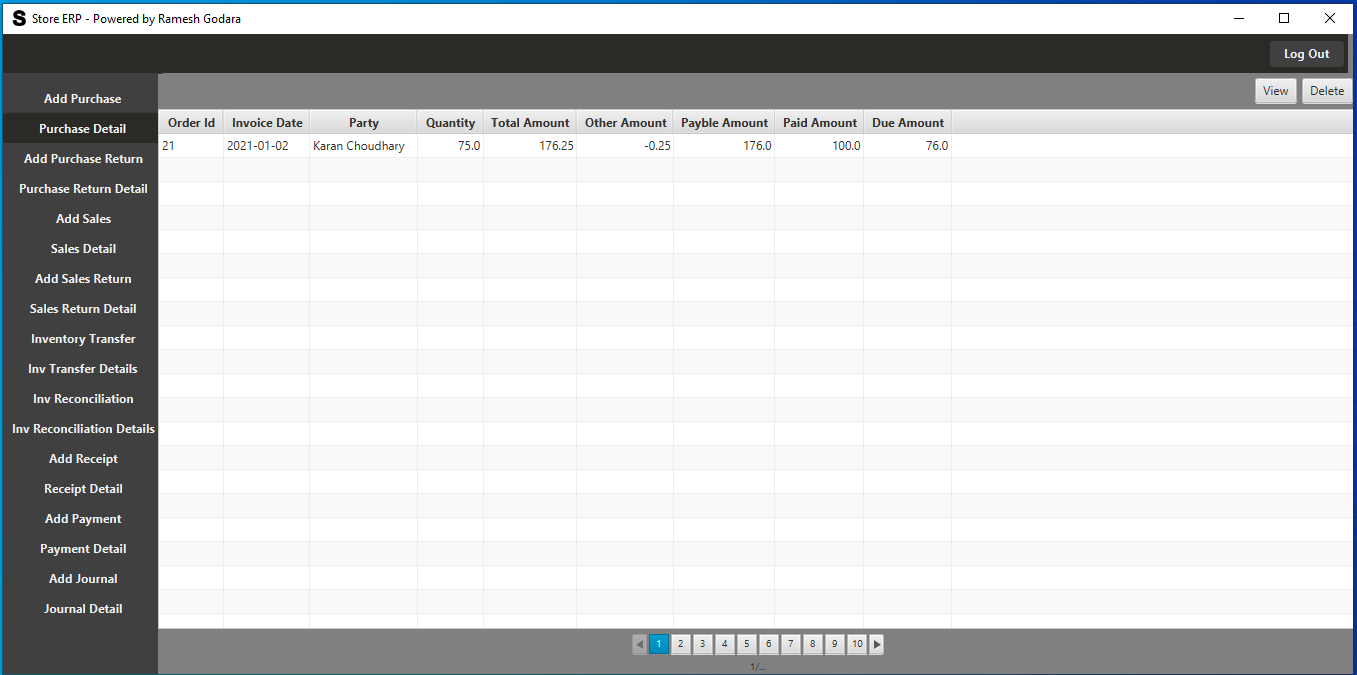 S Store ERP - Powered by Ramesh Godara
Log Out
View Delete
Add Purchase
Purchase Detail
Add Purchase Return
Purchase Return Detail
Add Sales
Sales Detail
Add Sales Return
Sales Return Detail
Inventory Transfer
Inv Transfer Details
Inv Reconciliation
Inv Reconciliation Details
Add Receipt
Receipt Detail
Add Payment
Payment Detail
Add Journal
Journal Detail
Order Id Invoice Date Party Quantity Total Amount Other Amount Payble Amount Paid Amount Due Amount
21 2021-01-02 Karan Choudhary 75.0 176.25 -0.25 176.0 100.0 76.0
1 2 3 4 5 6 7 8 9 10
1/...